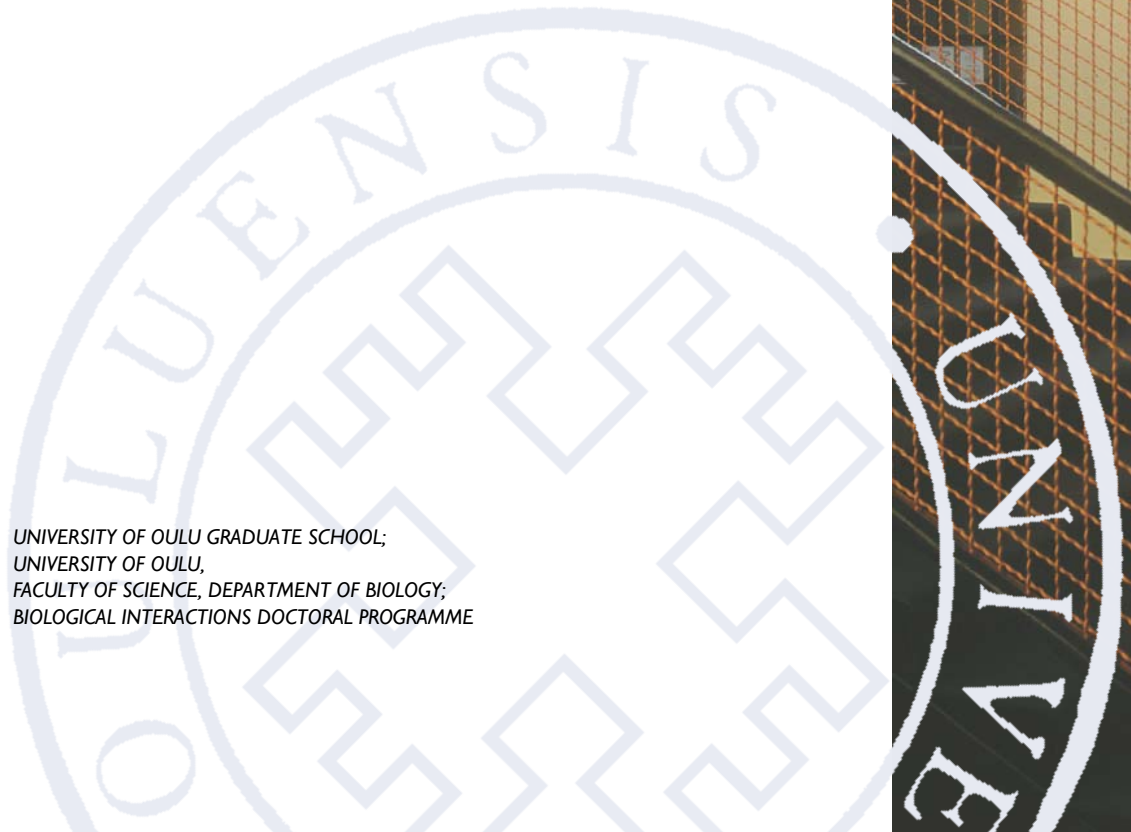 OULUENSIS • UNIVE
UNIVERSITY OF OULU GRADUATE SCHOOL;
UNIVERSITY OF OULU,
FACULTY OF SCIENCE, DEPARTMENT OF BIOLOGY;
BIOLOGICAL INTERACTIONS DOCTORAL PROGRAMME